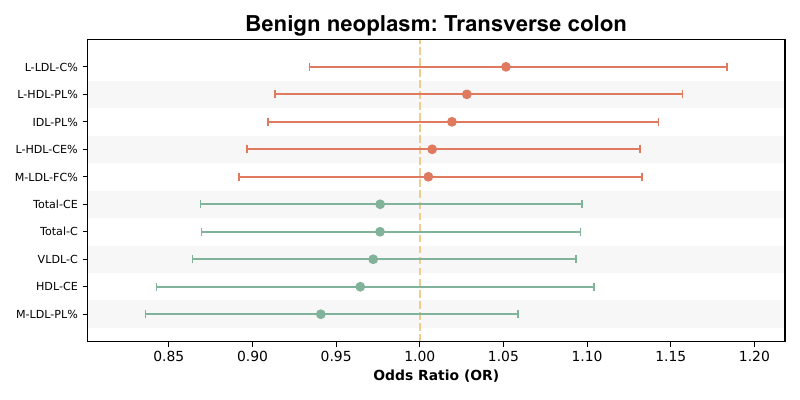 Benign neoplasm: Transverse colon
L-LDL-C%
L-HDL-PL%
IDL-PL%
L-HDL-CE%
M-LDL-FC%
Total-CE
Total-C
VLDL-C
HDL-CE
M-LDL-PL%
0.85 0.90 0.95 1.00 1.05 1.10 1.15 1.20
Odds Ratio (OR)